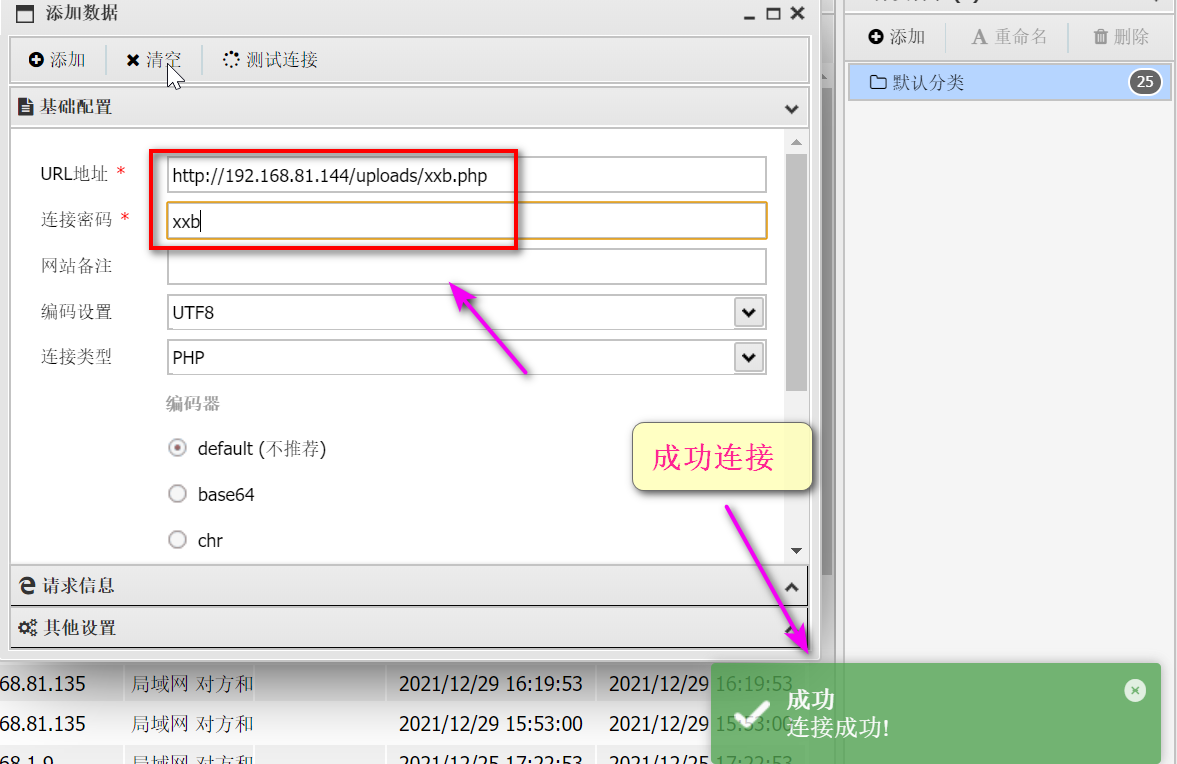 添加数据
添加 清空 测试连接
基础配置
URL地址 * http://192.168.81.144/uploads/xxb.php
连接密码 * xxb
网站备注
编码设置 UTF8
连接类型 PHP
编码器
default (不推荐)
base64
chr
请求信息
其他设置
添加 重命名 删除
默认分类 25
成功连接
68.81.135 局域网 对方和 2021/12/29 16:19:53 2021/12/29 16:19:53
68.81.135 局域网 对方和 2021/12/29 15:53:00 2021/12/29 15:53:00
68.1.9 局域网 对方和 2021/12/25 17:22:53 2021/12/25 17:22:53
成功
连接成功!